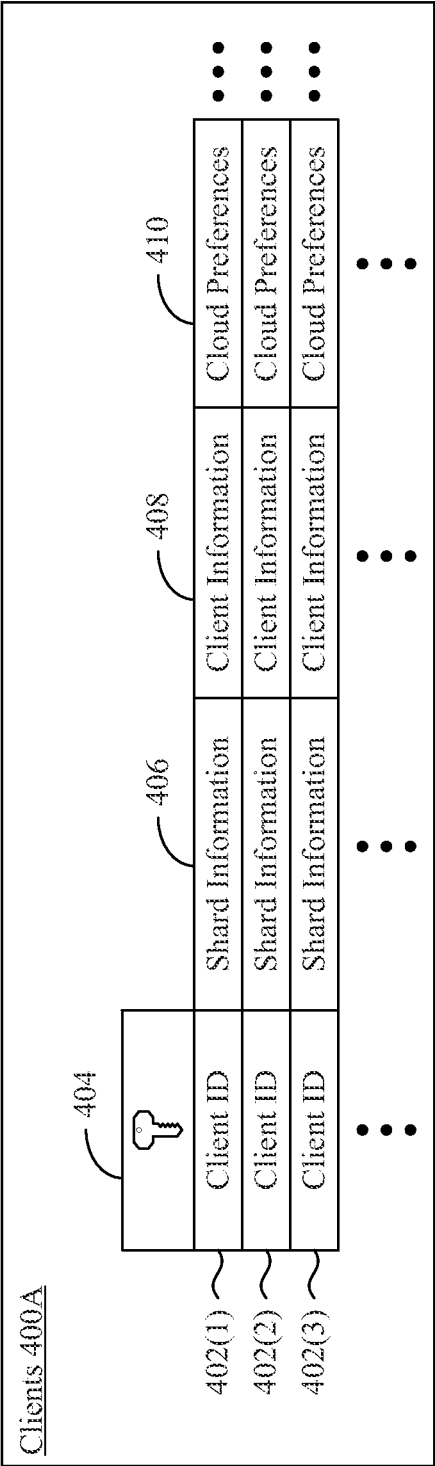 Clients 400A
404 406 408 410
402(1) Client ID Shard Information Client Information Cloud Preferences
402(2) Client ID Shard Information Client Information Cloud Preferences
402(3) Client ID Shard Information Client Information Cloud Preferences